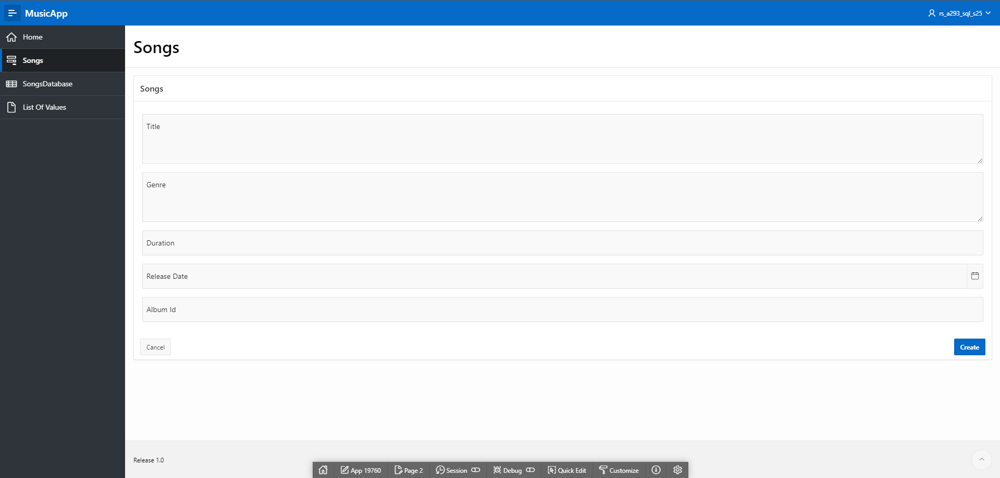 MusicApp
rs_a293_sql_s25
Home
Songs
SongsDatabase
List Of Values
Songs
Songs
Title
Genre
Duration
Release Date
Album Id
Cancel
Create
Release 1.0
App 19760
Page 2
Session
Debug
Quick Edit
Customize